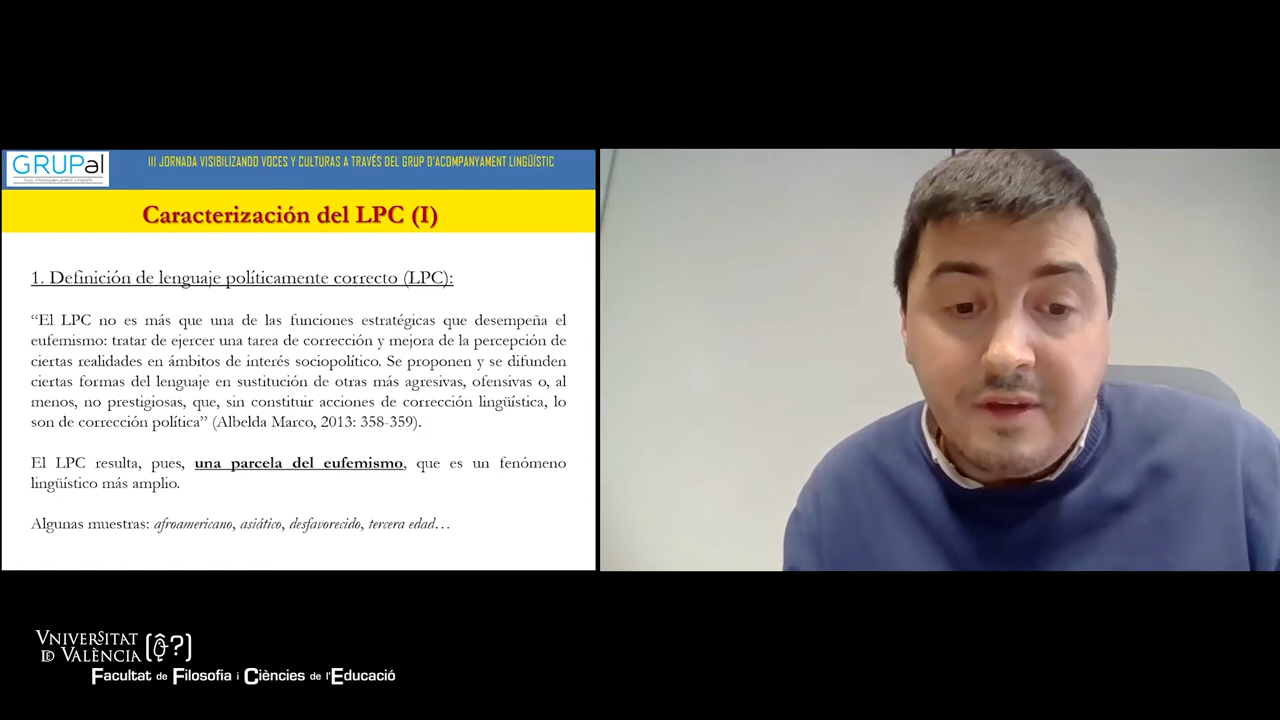 GRUPal
III JORNADA VISIBILIZANDO VOCES Y CULTURAS A TRAVÉS DEL GRUP D'ACOMPANYAMENT LINGÜÍSTIC
Caracterización del LPC (I)
1. Definición de lenguaje políticamente correcto (LPC):
“El LPC no es más que una de las funciones estratégicas que desempeña el
eufemismo: tratar de ejercer una tarea de corrección y mejora de la percepción de
ciertas realidades en ámbitos de interés sociopolítico. Se proponen y se difunden
ciertas formas del lenguaje en sustitución de otras más agresivas, ofensivas o, al
menos, no prestigiosas, que, sin constituir acciones de corrección lingüística, lo
son de corrección política” (Albelda Marco, 2013: 358-359).
El LPC resulta, pues, una parcela del eufemismo, que es un fenómeno
lingüístico más amplio.
Algunas muestras: afroamericano, asiático, desfavorecido, tercera edad…
VNIVERSITAT
DE VALÈNCIA
Facultat de Filosofia i Ciències de l'Educació